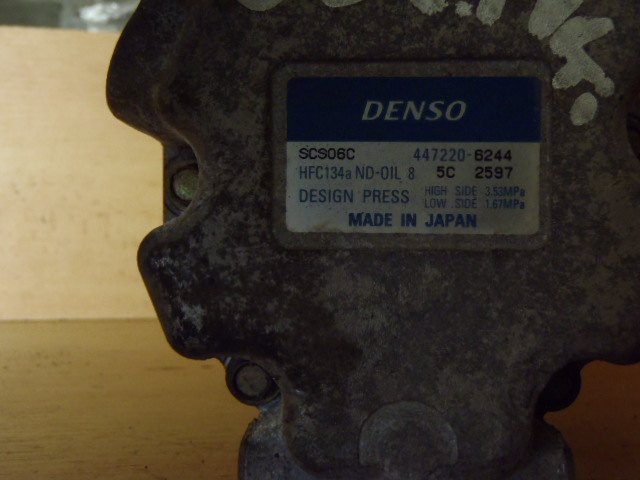 DENSO
SCS06C 447220-6244
HFC134a ND-OIL 8 5C 2597
DESIGN PRESS HIGH SIDE 3.53MPa
LOW SIDE 1.67MPa
MADE IN JAPAN